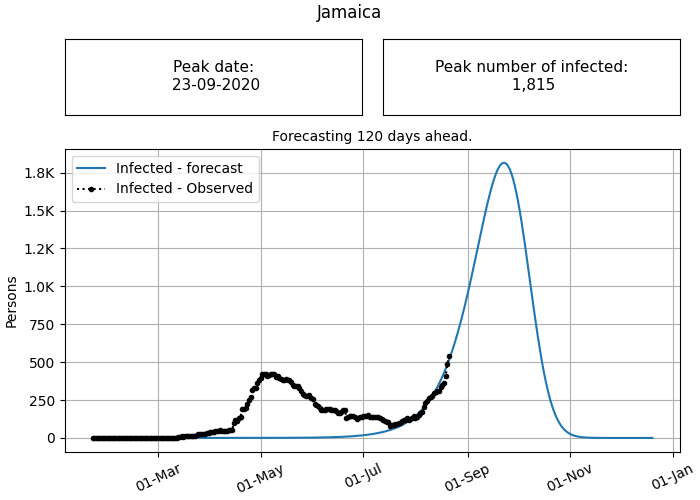 Jamaica
Peak date:
23-09-2020
Peak number of infected:
1,815
Forecasting 120 days ahead.
Infected - forecast
Infected - Observed
Persons
1.8K
1.5K
1.2K
1.0K
750
500
250
0
01-Mar
01-May
01-Jul
01-Sep
01-Nov
01-Jan